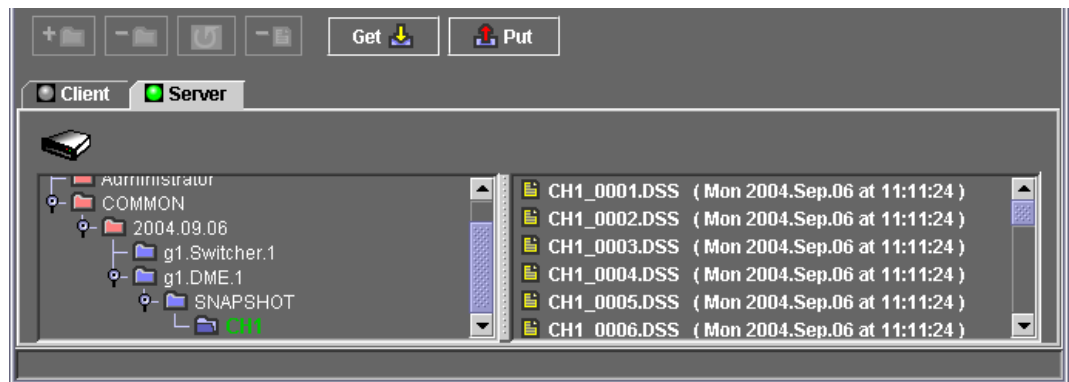 Get Put
Client Server
Administrator
COMMON
2004.09.06
g1.Switcher.1
g1.DME.1
SNAPSHOT
CH1
CH1_0001.DSS ( Mon 2004.Sep.06 at 11:11:24 )
CH1_0002.DSS ( Mon 2004.Sep.06 at 11:11:24 )
CH1_0003.DSS ( Mon 2004.Sep.06 at 11:11:24 )
CH1_0004.DSS ( Mon 2004.Sep.06 at 11:11:24 )
CH1_0005.DSS ( Mon 2004.Sep.06 at 11:11:24 )
CH1_0006.DSS ( Mon 2004.Sep.06 at 11:11:24 )